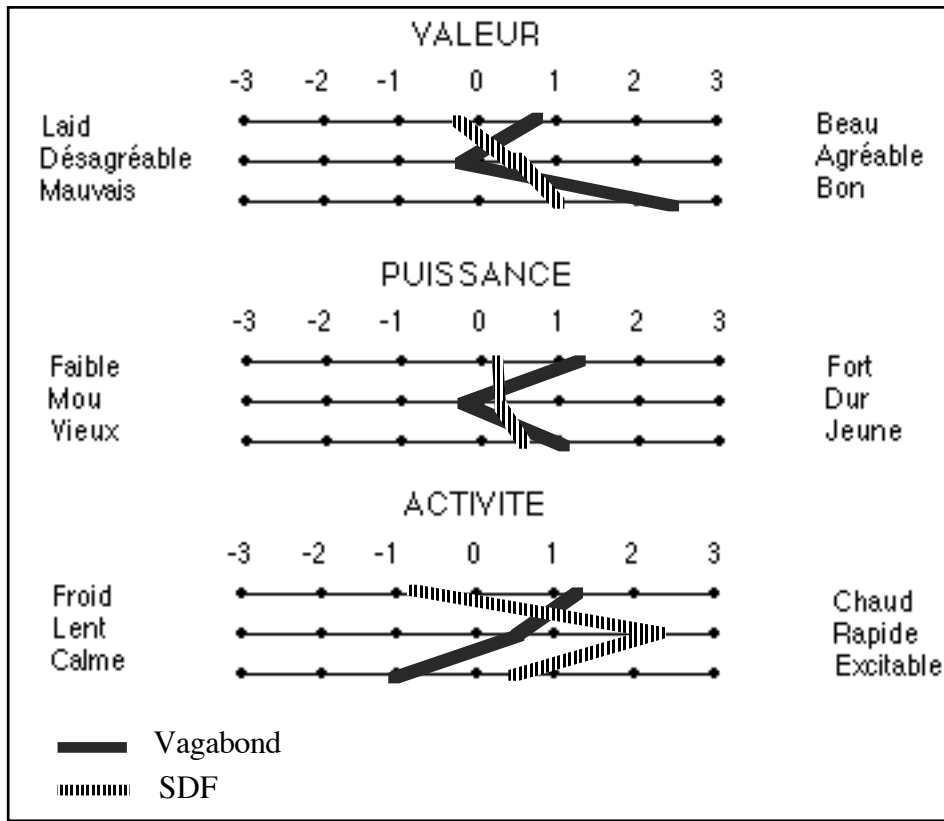 VALEUR
-3 -2 -1 0 1 2 3
Laid Beau
Désagréable Agréable
Mauvais Bon
PUISSANCE
-3 -2 -1 0 1 2 3
Faible Fort
Mou Dur
Vieux Jeune
ACTIVITE
-3 -2 -1 0 1 2 3
Froid Chaud
Lent Rapide
Calme Excitable
Vagabond
SDF